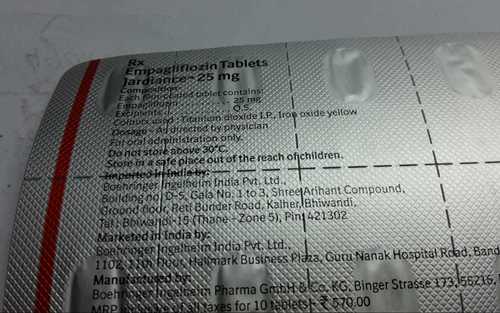 Rx
Empagliflozin Tablets
Jardiance® 25 mg
Composition:
Each film-coated tablet contains:
Empagliflozin .......... 25 mg
Excipients .......... Q.S.
Colours used: Titanium dioxide I.P., Iron oxide yellow
Dosage - As directed by physician
For oral administration only.
Do not store above 30°C.
Store in a safe place out of the reach of children.
Imported in India by:
Boehringer Ingelheim India Pvt. Ltd.,
Building no. D-5, Gala No. 1 to 3, Shree Arihant Compound,
Ground floor, Reti Bunder Road, Kalher, Bhiwandi,
Tal: Bhiwandi-15 (Thane - Zone 5), Pin 421302
Marketed in India by:
Boehringer Ingelheim India Pvt. Ltd.,
1102, 11th Floor, Hallmark Business Plaza, Guru Nanak Hospital Road, Band
Manufactured by:
Boehringer Ingelheim Pharma GmbH & Co. KG, Binger Strasse 173, 55216,
MRP inclusive of all taxes for 10 tablets - ₹ 570.00